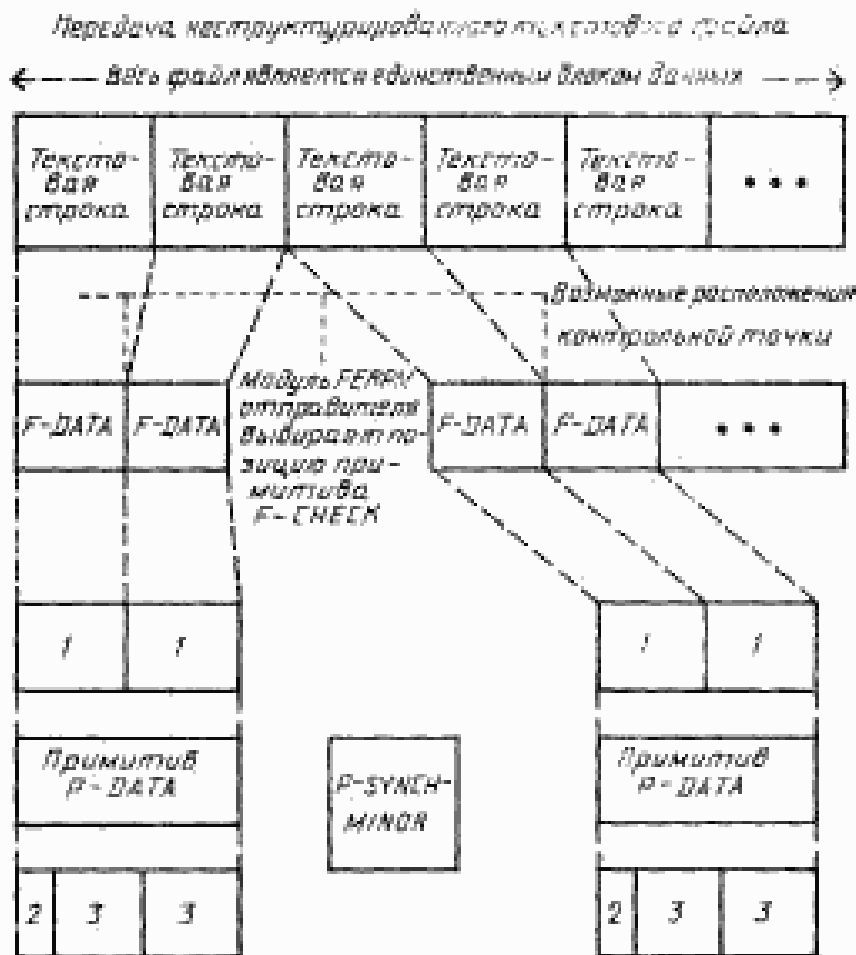 Передача неструктурированного текстового файла
Весь файл является единственным блоком данных
Тексто- Тексто- Тексто- Тексто- Тексто-
вая вая вая вая вая • • •
строка строка строка строка строка
Возможные расположения
контрольной точки
Модуль
отправителя
F-DATA F-DATA выбирает по- F-DATA F-DATA • • •
зицию при-
митива
F-CHECK
1 1 1 1
Примитив Примитив
P-DATA P-DATA
P-SYNCH-
MINOR
2 3 3 2 3 3